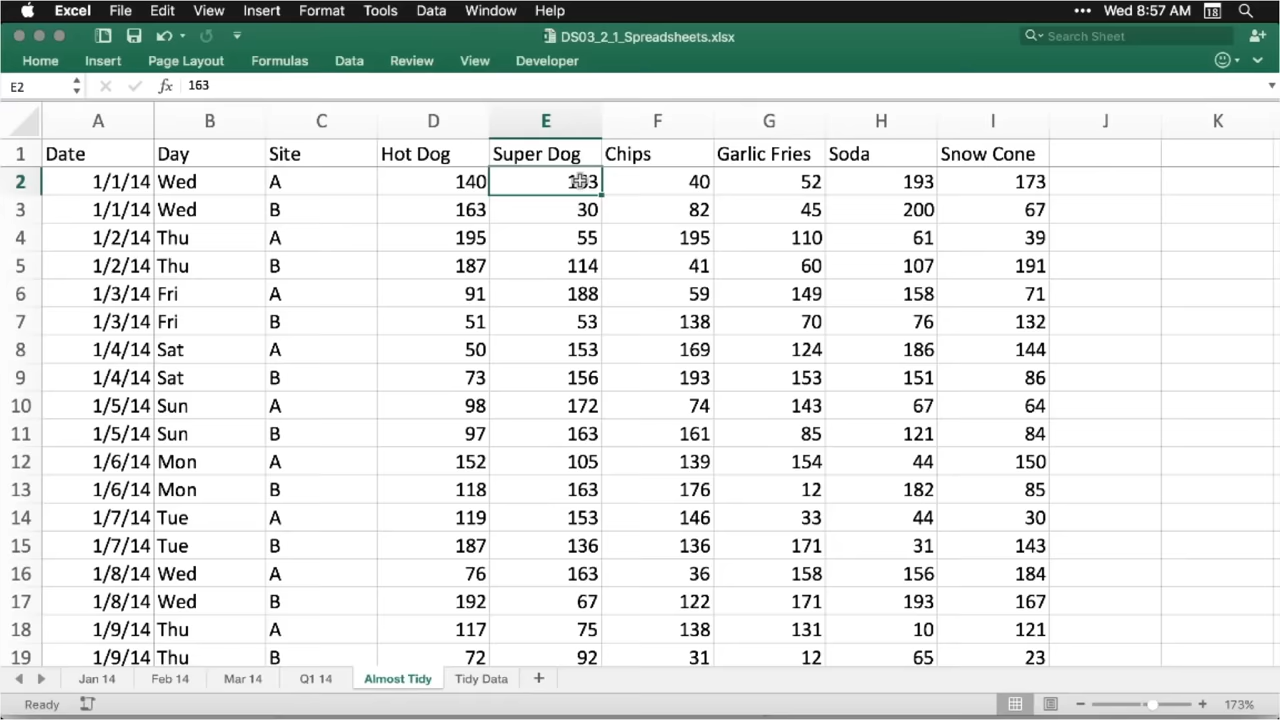 Excel File Edit View Insert Format Tools Data Window Help Wed 8:57 AM 18
DS03_2_1_Spreadsheets.xlsx Search Sheet
Home Insert Page Layout Formulas Data Review View Developer
E2 fx 163
A B C D E F G H I J K
1 Date Day Site Hot Dog Super Dog Chips Garlic Fries Soda Snow Cone
2 1/1/14 Wed A 140 163 40 52 193 173
3 1/1/14 Wed B 163 30 82 45 200 67
4 1/2/14 Thu A 195 55 195 110 61 39
5 1/2/14 Thu B 187 114 41 60 107 191
6 1/3/14 Fri A 91 188 59 149 158 71
7 1/3/14 Fri B 51 53 138 70 76 132
8 1/4/14 Sat A 50 153 169 124 186 144
9 1/4/14 Sat B 73 156 193 153 151 86
10 1/5/14 Sun A 98 172 74 143 67 64
11 1/5/14 Sun B 97 163 161 85 121 84
12 1/6/14 Mon A 152 105 139 154 44 150
13 1/6/14 Mon B 118 163 176 12 182 85
14 1/7/14 Tue A 119 153 146 33 44 30
15 1/7/14 Tue B 187 136 136 171 31 143
16 1/8/14 Wed A 76 163 36 158 156 184
17 1/8/14 Wed B 192 67 122 171 193 167
18 1/9/14 Thu A 117 75 138 131 10 121
19 1/9/14 Thu B 72 92 31 12 65 23
Jan 14 Feb 14 Mar 14 Q1 14 Almost Tidy Tidy Data +
Ready 173%